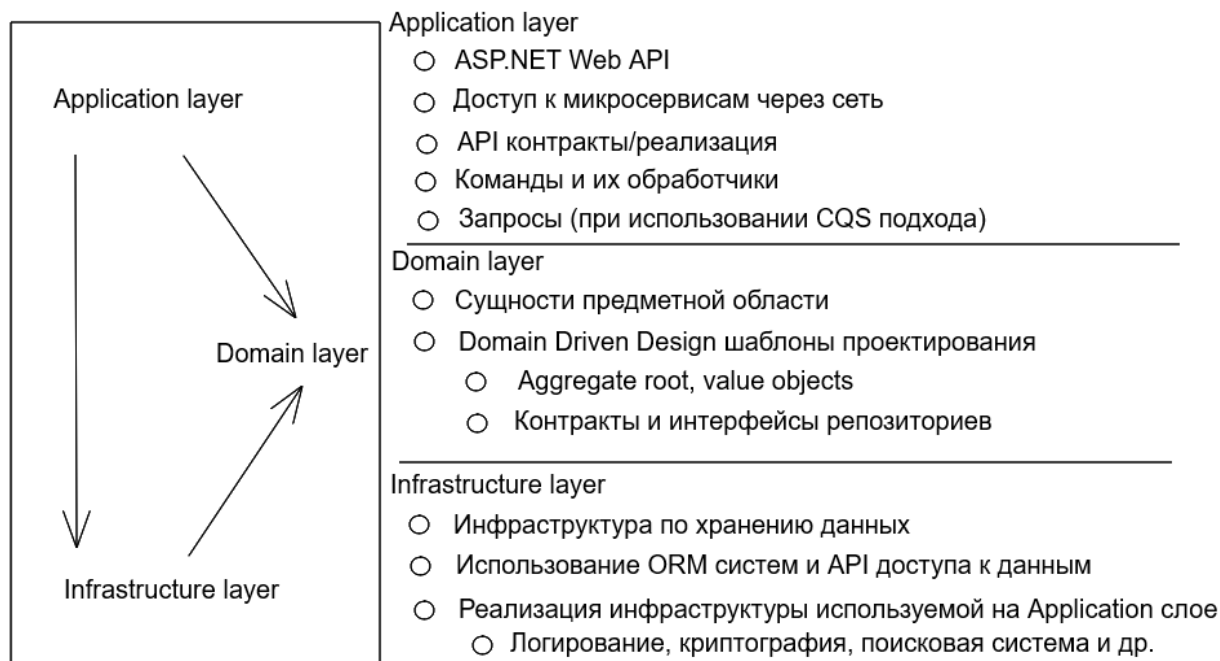 Application layer
Domain layer
Infrastructure layer
Application layer
ASP.NET Web API
Доступ к микросервисам через сеть
API контракты/реализация
Команды и их обработчики
Запросы (при использовании CQS подхода)
Domain layer
Сущности предметной области
Domain Driven Design шаблоны проектирования
Aggregate root, value objects
Контракты и интерфейсы репозиториев
Infrastructure layer
Инфраструктура по хранению данных
Использование ORM систем и API доступа к данным
Реализация инфраструктуры используемой на Application слое
Логирование, криптография, поисковая система и др.